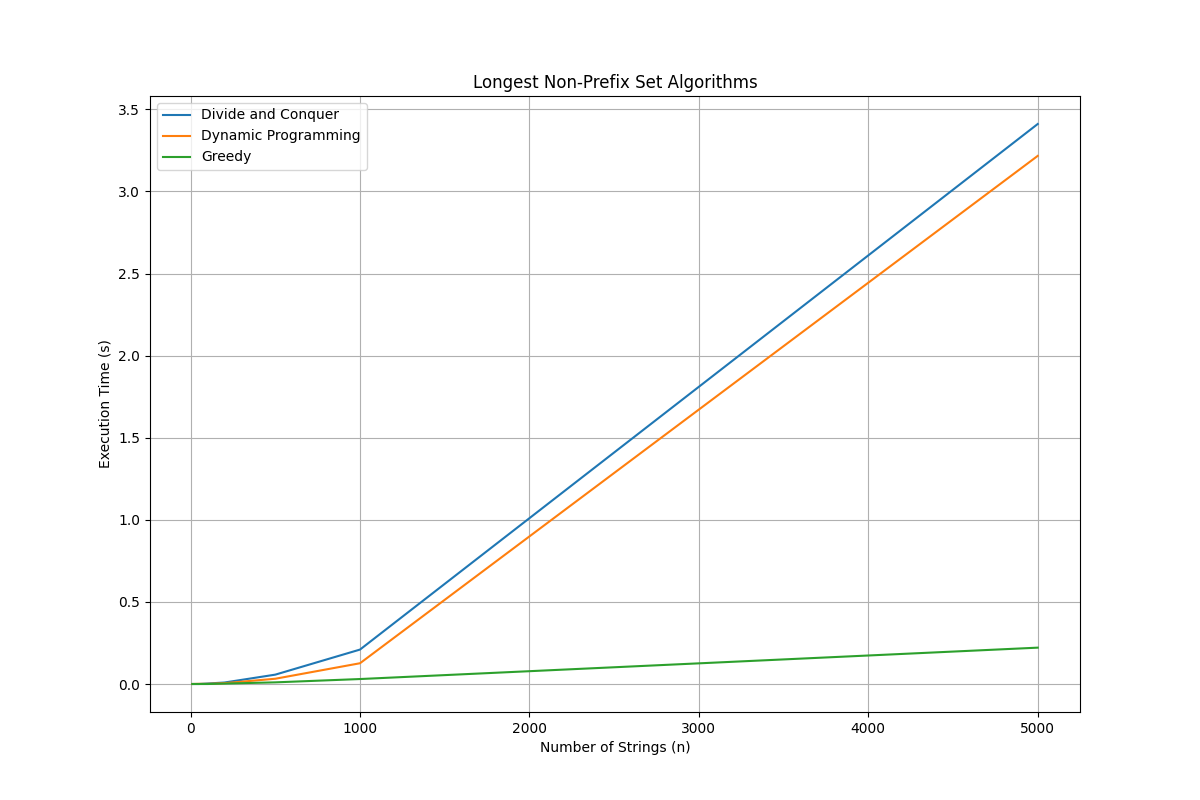 Longest Non-Prefix Set Algorithms
Divide and Conquer
Dynamic Programming
Greedy
3.5
3.0
2.5
2.0
1.5
1.0
0.5
0.0
Execution Time (s)
0 1000 2000 3000 4000 5000
Number of Strings (n)